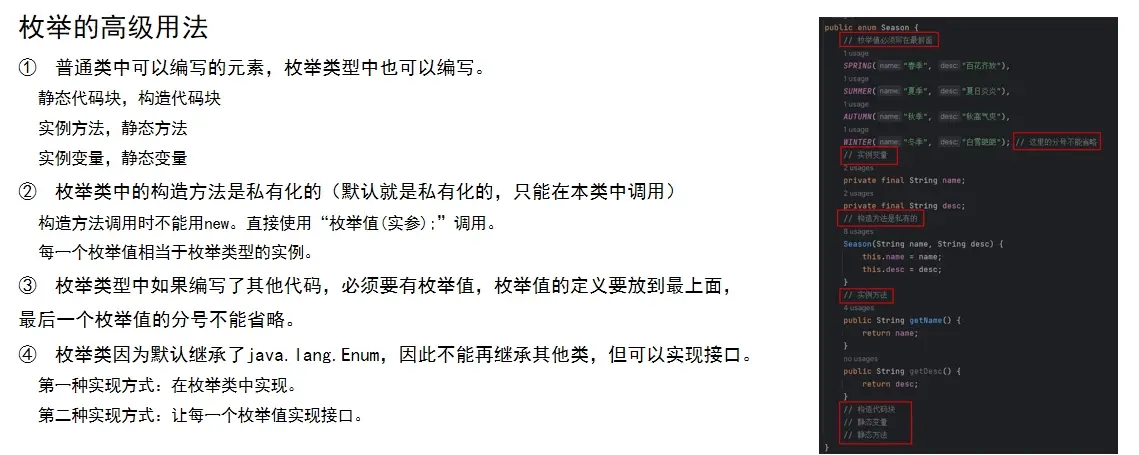 枚举的高级用法
① 普通类中可以编写的元素，枚举类型中也可以编写。
静态代码块，构造代码块
实例方法，静态方法
实例变量，静态变量
② 枚举类中的构造方法是私有化的（默认就是私有化的，只能在本类中调用）
构造方法调用时不能用new。直接使用“枚举值(实参);”调用。
每一个枚举值相当于枚举类型的实例。
③ 枚举类型中如果编写了其他代码，必须要有枚举值，枚举值的定义要放到最上面，
最后一个枚举值的分号不能省略。
④ 枚举类因为默认继承了java.lang.Enum，因此不能再继承其他类，但可以实现接口。
第一种实现方式：在枚举类中实现。
第二种实现方式：让每一个枚举值实现接口。
public enum Season {
// 枚举值必须写在最前面
1 usage
SPRING( name: "春季", desc: "百花齐放"),
1 usage
SUMMER( name: "夏季", desc: "夏日炎炎"),
1 usage
AUTUMN( name: "秋季", desc: "秋高气爽"),
1 usage
WINTER( name: "冬季", desc: "白雪皑皑"); // 这里的分号不能省略
// 实例变量
2 usages
private final String name;
2 usages
private final String desc;
// 构造方法是私有的
8 usages
Season(String name, String desc) {
this.name = name;
this.desc = desc;
}
// 实例方法
4 usages
public String getName() {
return name;
}
no usages
public String getDesc() {
return desc;
}
// 构造代码块
// 静态变量
// 静态方法
}